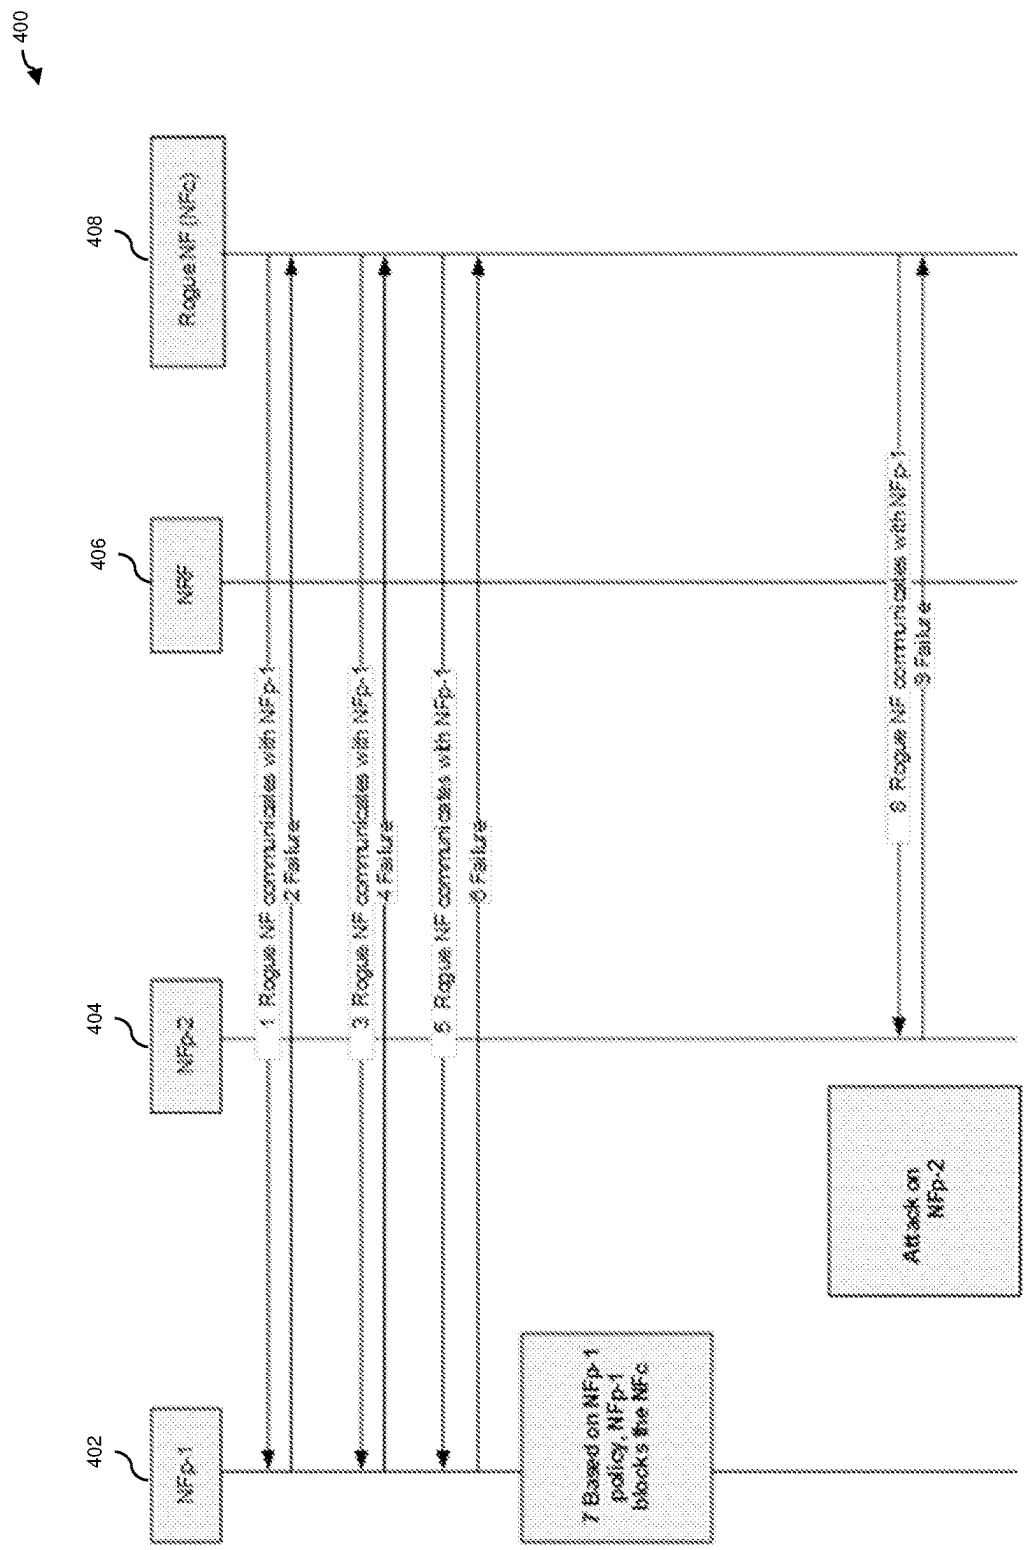 400
402
404
406
408
NFp-1
NFp-2
NRF
Rogue NF (NFc)
1 Rogue NF communicates with NFp-1
2 Failure
3 Rogue NF communicates with NFp-1
4 Failure
5 Rogue NF communicates with NFp-1
6 Failure
7 Based on NFp-1
policy, NFp-1
blocks the NFc
Attack on
NFp-2
8 Rogue NF communicates with NFp-1
9 Failure